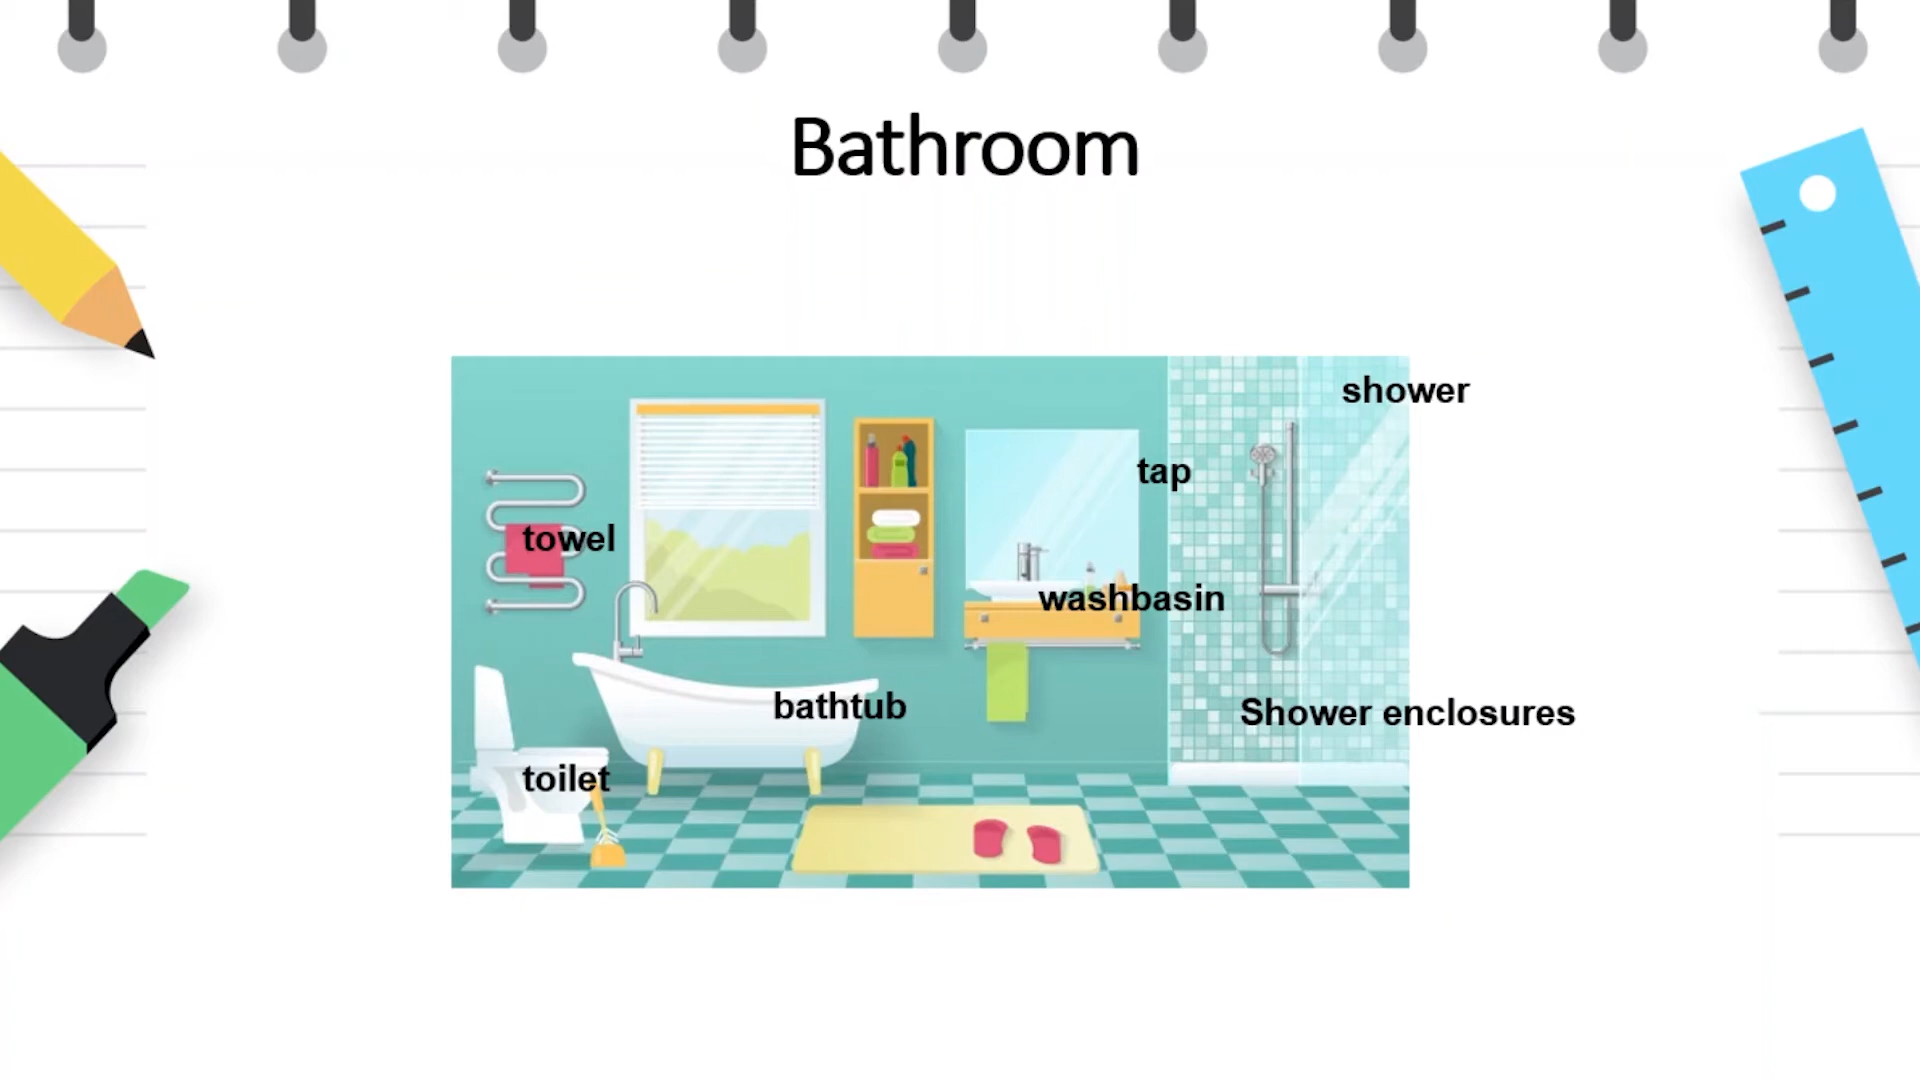 Bathroom
shower
tap
towel
washbasin
bathtub
Shower enclosures
toilet